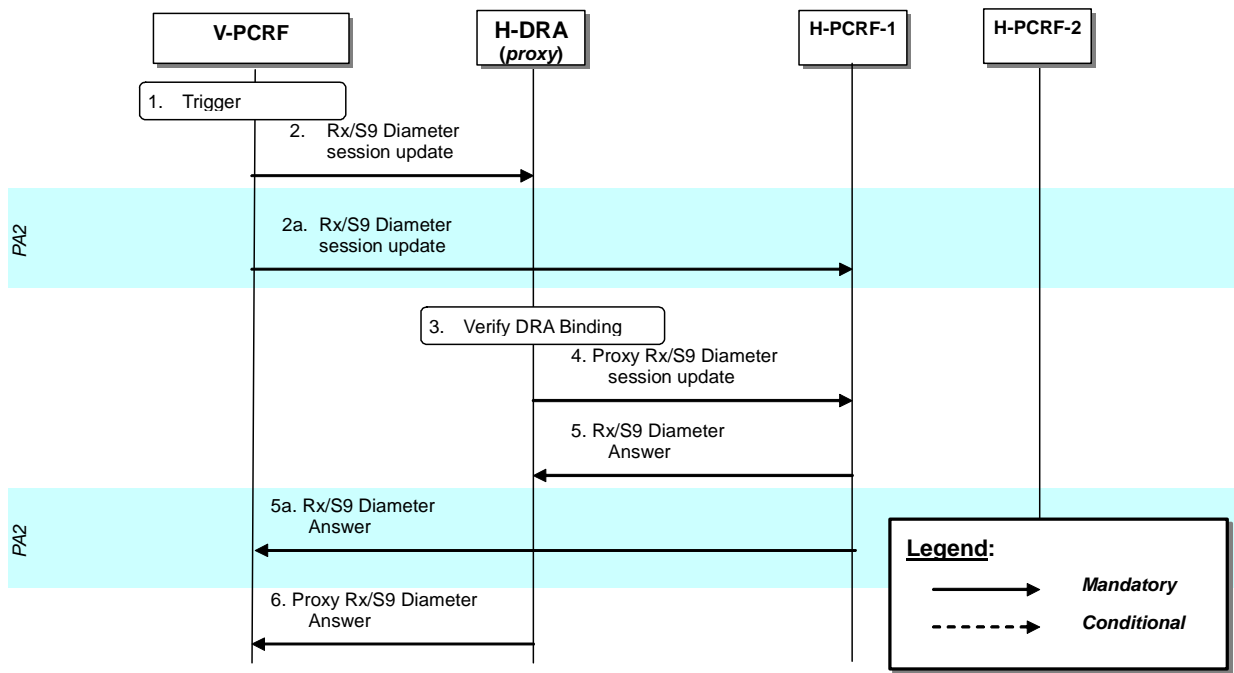 V-PCRF
H-DRA
(proxy)
H-PCRF-1
H-PCRF-2
1. Trigger
2. Rx/S9 Diameter
session update
PA2
2a. Rx/S9 Diameter
session update
3. Verify DRA Binding
4. Proxy Rx/S9 Diameter
session update
5. Rx/S9 Diameter
Answer
PA2
5a. Rx/S9 Diameter
Answer
6. Proxy Rx/S9 Diameter
Answer
Legend:
Mandatory
Conditional